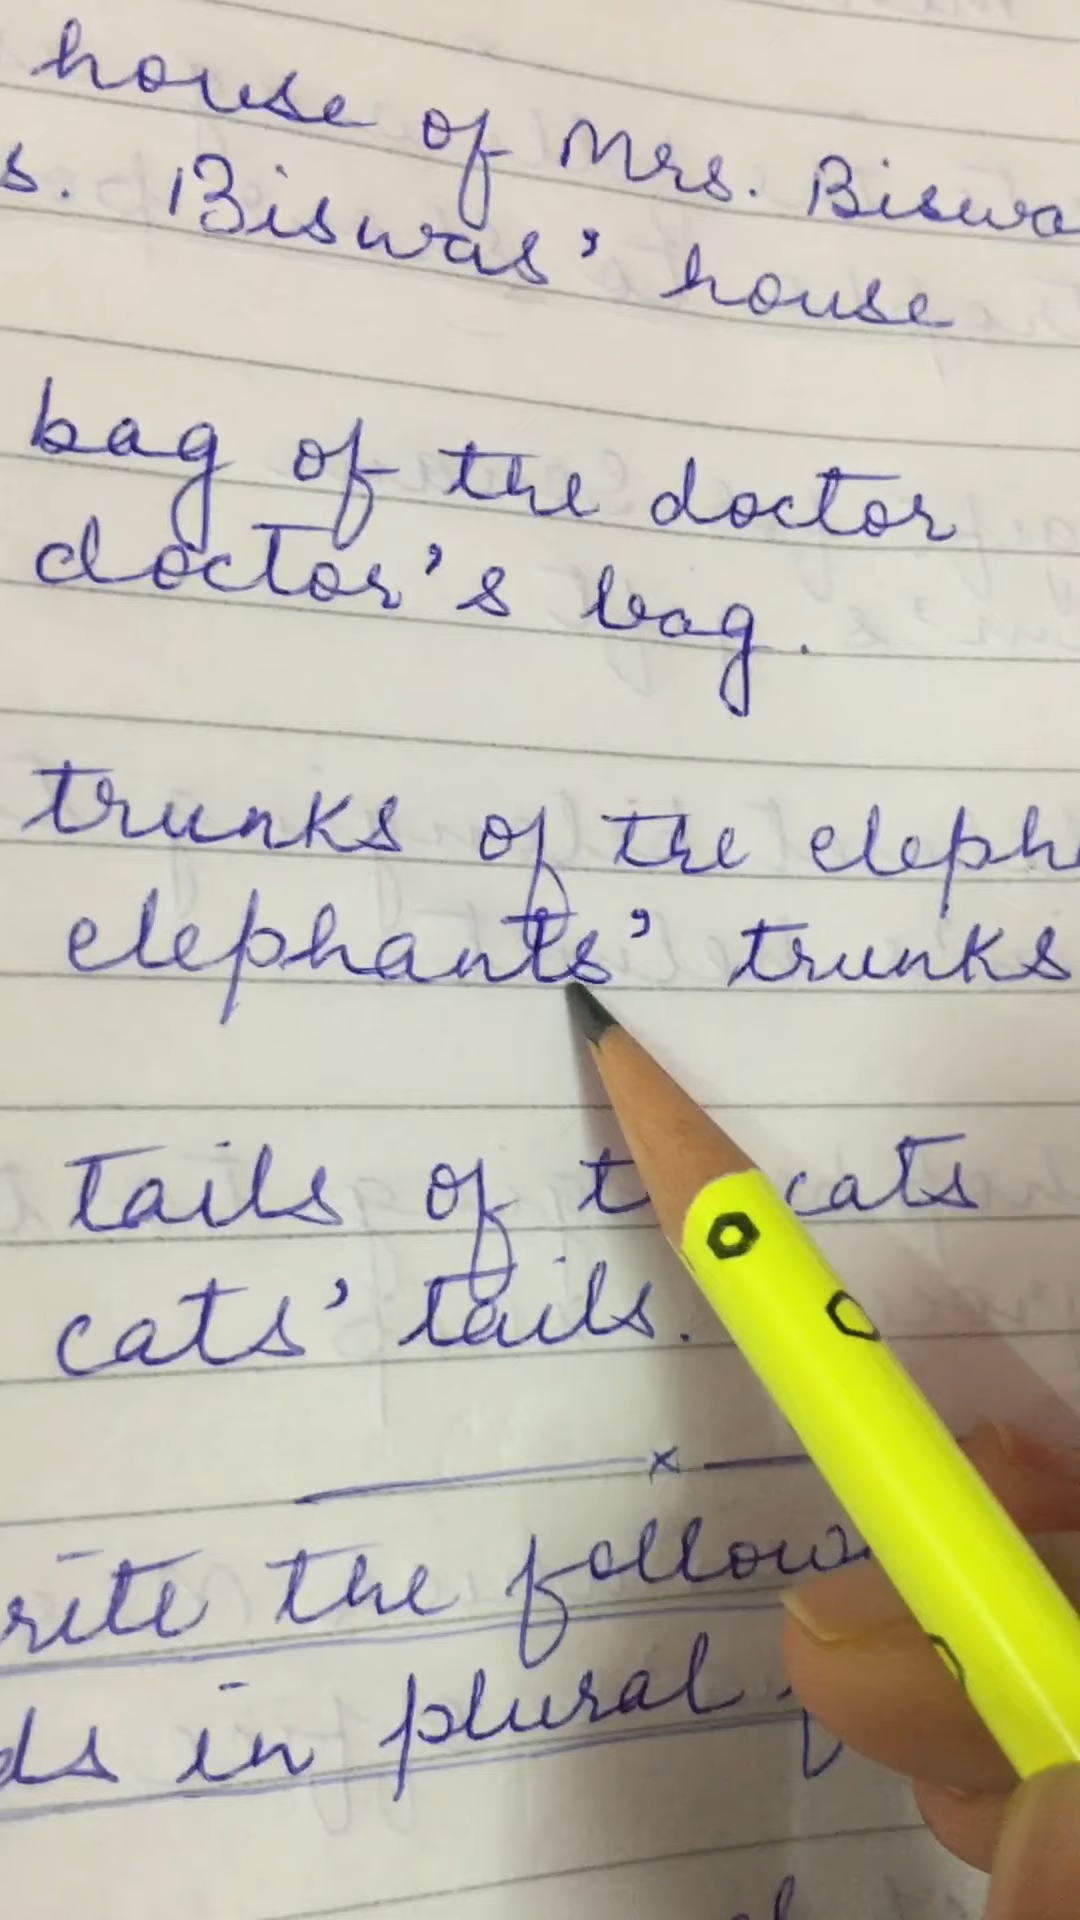 house of Mrs. Biswa
s. Biswas' house
bag of the doctor
doctor's bag.
trunks of the eleph
elephants' trunks
tails of cats
cats' tails.
x
rite the follow
ds in plural